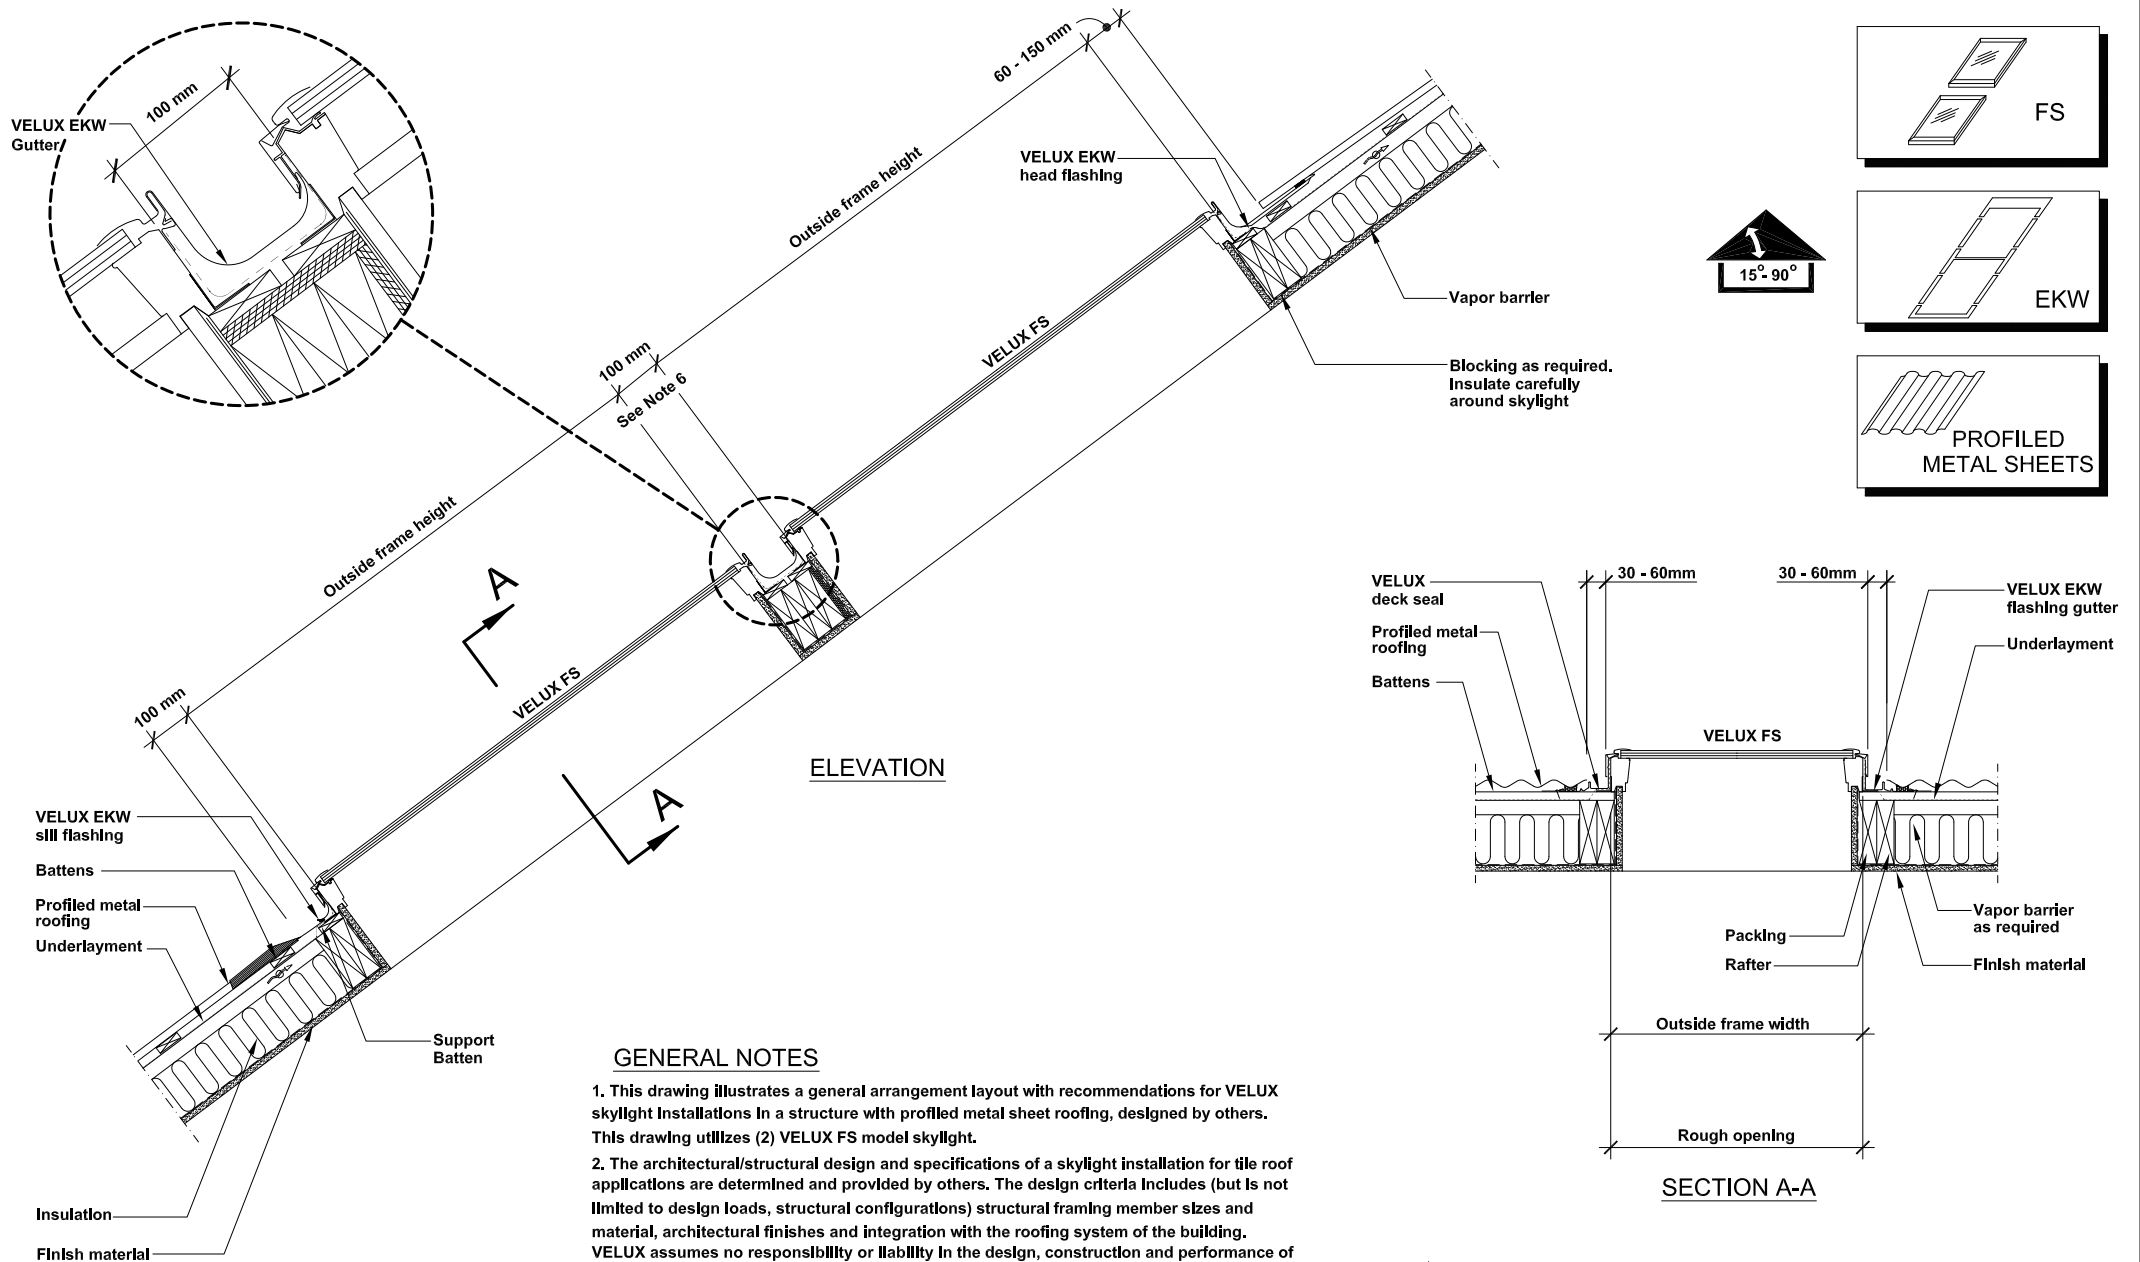 100 mm
VELUX EKW
Gutter
60 - 150 mm
VELUX EKW
head flashing
Outside frame height
VELUX FS
Vapor barrier
Blocking as required.
Insulate carefully
around skylight
100 mm
See Note 6
Outside frame height
A
VELUX FS
100 mm
ELEVATION
A
VELUX EKW
sill flashing
Battens
Profiled metal
roofing
Underlayment
Support
Batten
Insulation
Finish material
FS
15°- 90°
EKW
PROFILED
METAL SHEETS
VELUX
deck seal
30 - 60mm
30 - 60mm
VELUX EKW
flashing gutter
Profiled metal
roofing
Underlayment
Battens
VELUX FS
Vapor barrier
as required
Packing
Rafter
Finish material
Outside frame width
Rough opening
SECTION A-A
GENERAL NOTES
1. This drawing illustrates a general arrangement layout with recommendations for VELUX
skylight installations in a structure with profiled metal sheet roofing, designed by others.
This drawing utilizes (2) VELUX FS model skylight.
2. The architectural/structural design and specifications of a skylight installation for tile roof
applications are determined and provided by others. The design criteria includes (but is not
limited to design loads, structural configurations) structural framing member sizes and
material, architectural finishes and integration with the roofing system of the building.
VELUX assumes no responsibility or liability in the design, construction and performance of